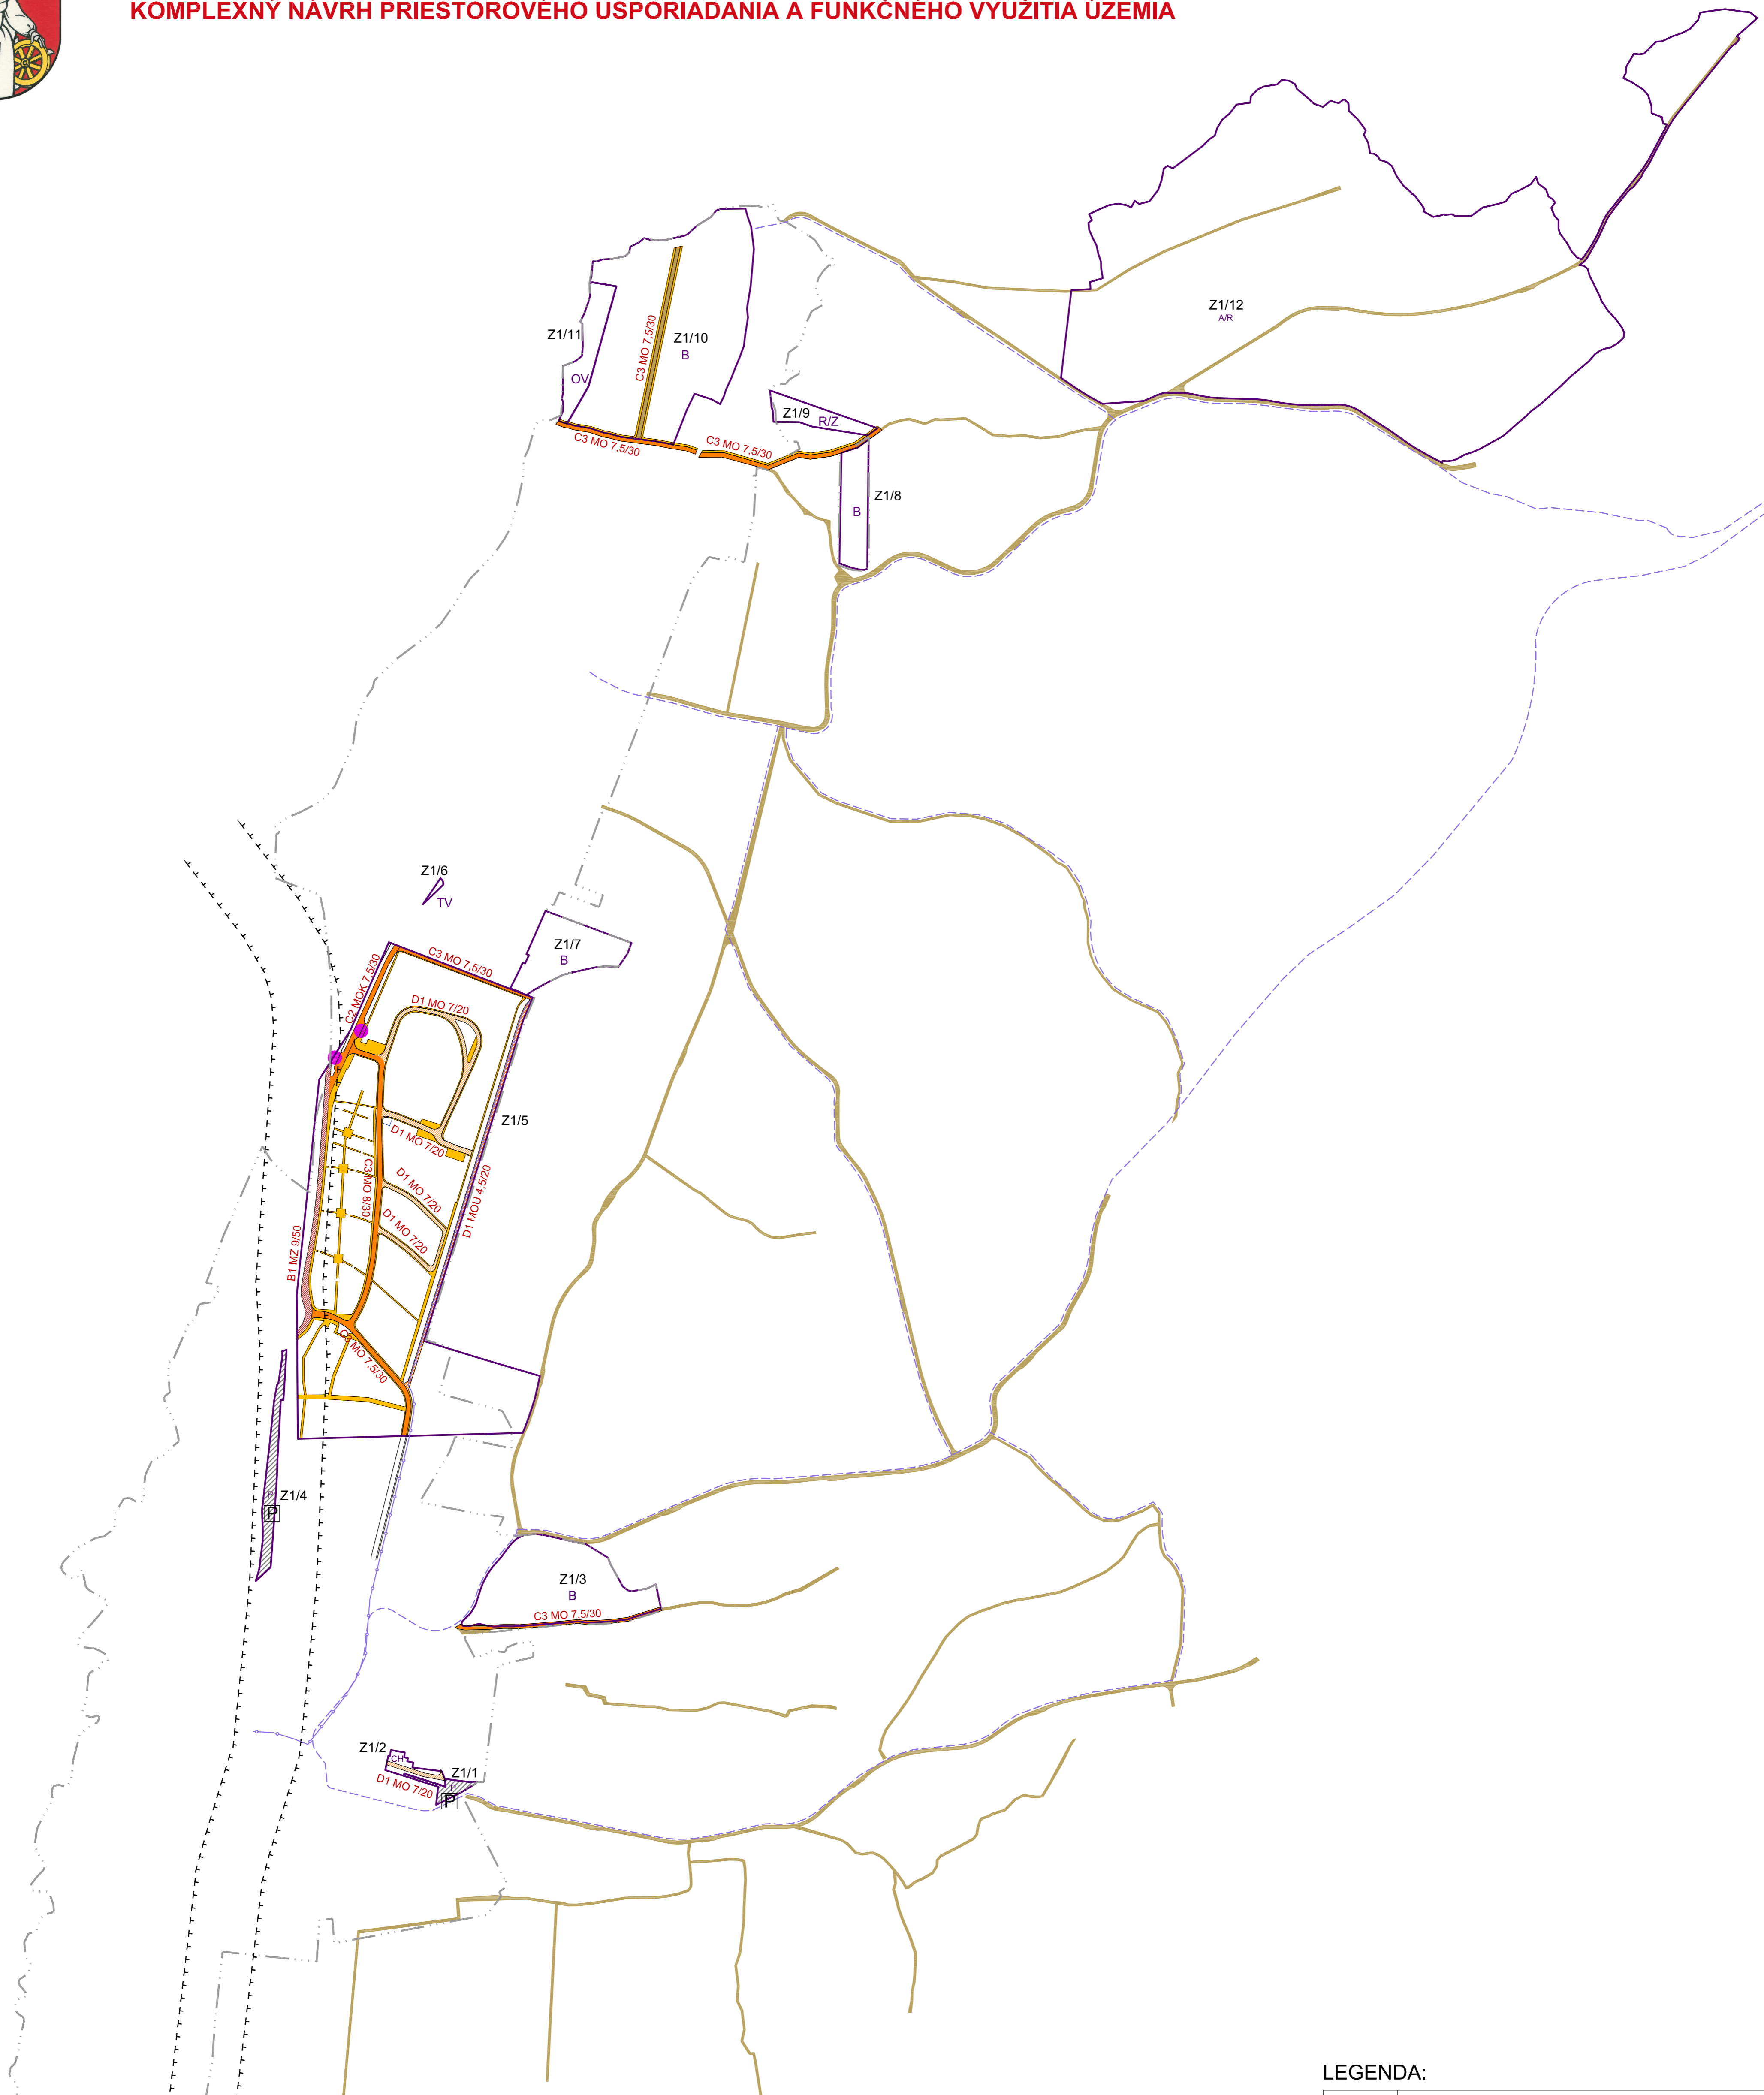 KOMPLEXNÝ NÁVRH PRIESTOROVÉHO USPORIADANIA A FUNKČNÉHO VYUŽITIA ÚZEMIA
Z1/12
A/R
Z1/11
OV
C3 MO 7,5/30
Z1/10
B
Z1/9
R/Z
C3 MO 7,5/30
C3 MO 7,5/30
Z1/8
B
Z1/6
TV
Z1/7
B
C2 MOK 7,5/30
C3 MO 7,5/30
D1 MO 7/20
Z1/5
D1 MO 7/20
C3 MO 8/30
D1 MO 7/20
D1 MOU 4,5/20
D1 MO 7/20
B1 MZ 9/50
C3 MO 7,5/30
P
Z1/4
P
Z1/3
B
C3 MO 7,5/30
Z1/2
CH
Z1/1
P
D1 MO 7/20
P
LEGENDA: